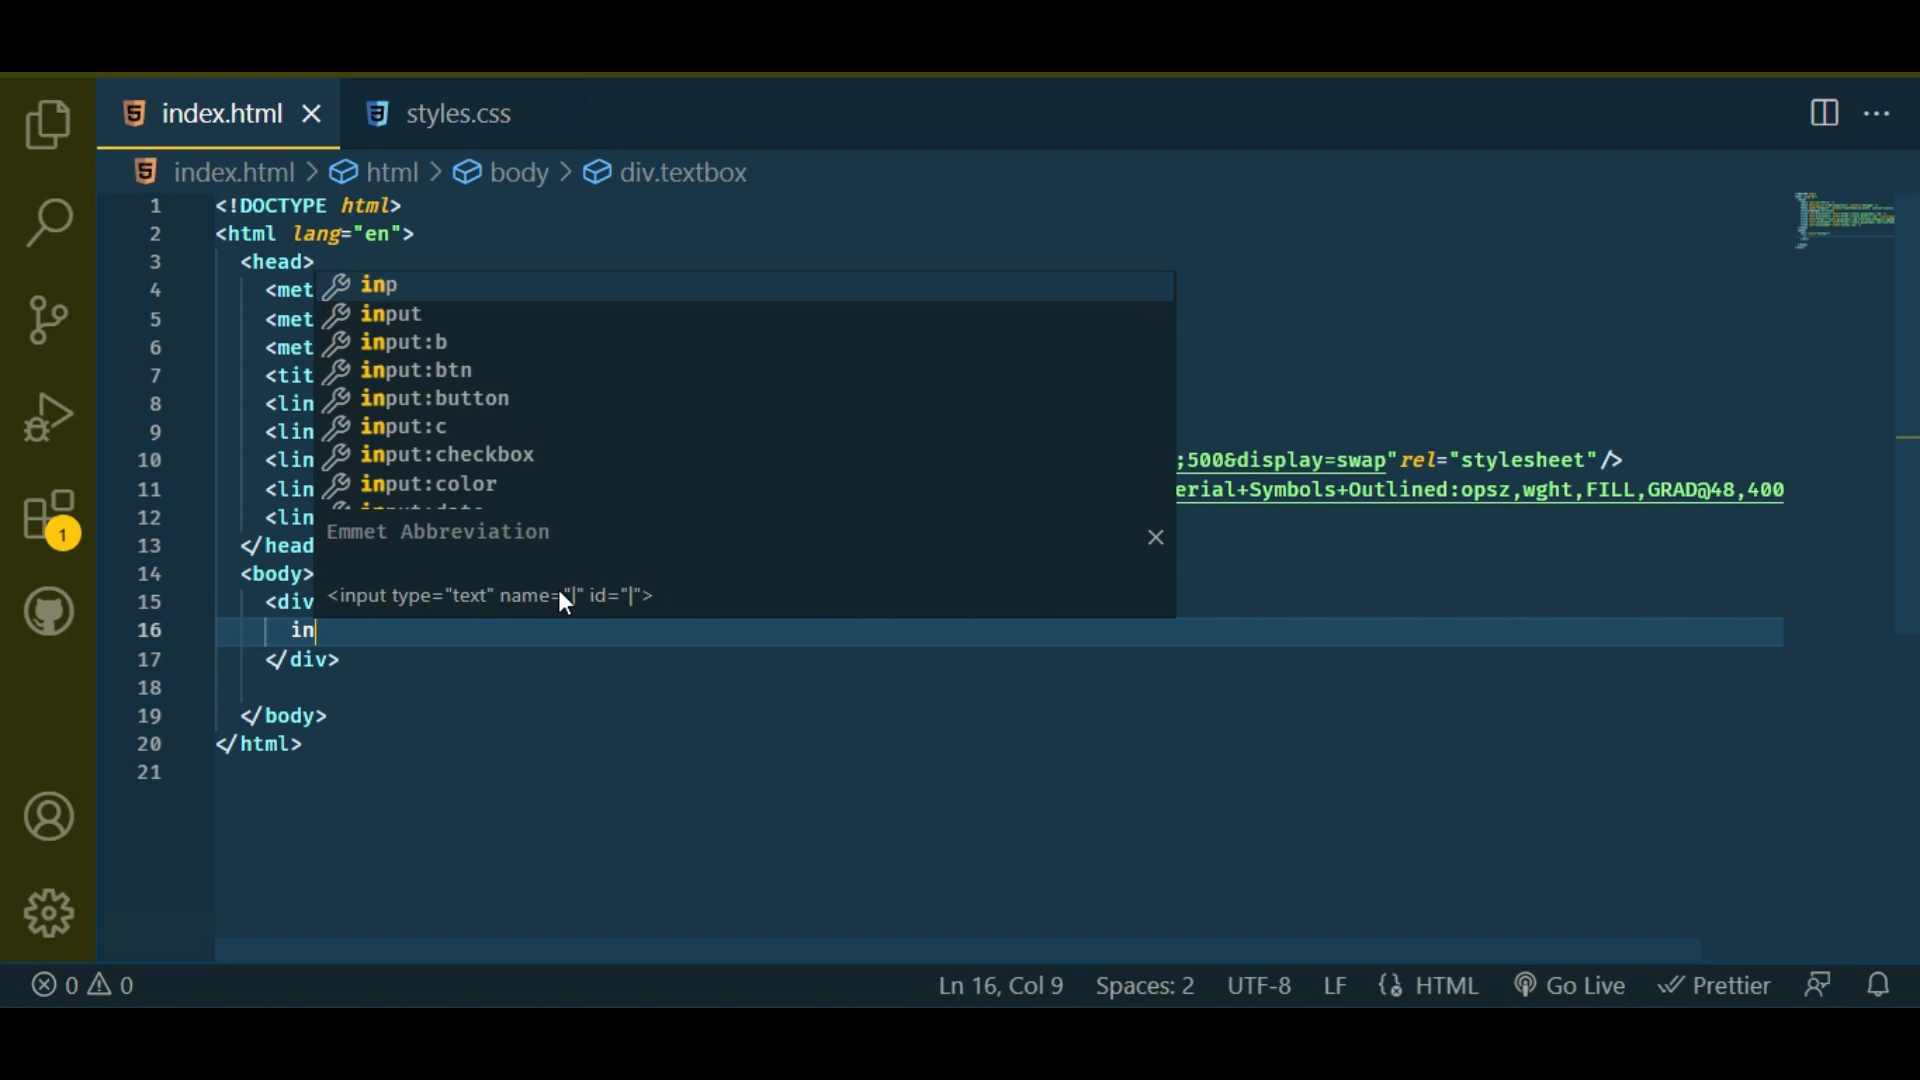 index.html
styles.css
index.html > html > body > div.textbox
1 <!DOCTYPE html>
2 <html lang="en">
3 <head>
4 <met
5 <met
6 <met
7 <tit
8 <lin
9 <lin
10 <lin ;500&display=swap"rel="stylesheet"/>
11 <lin erial+Symbols+Outlined:opsz,wght,FILL,GRAD@48,400
12 <lin
13 </head
14 <body>
15 <div
16 in
17 </div>
18
19 </body>
20 </html>
21
inp
input
input:b
input:btn
input:button
input:c
input:checkbox
input:color
Emmet Abbreviation
<input type="text" name="|" id="|">
1
0 0
Ln 16, Col 9
Spaces: 2
UTF-8
LF
HTML
Go Live
Prettier